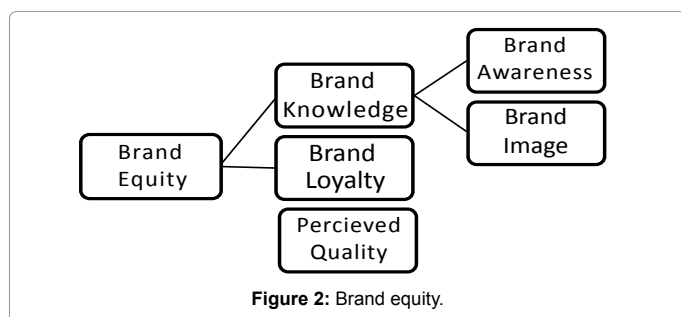 Brand
Equity
Brand
Knowledge
Brand
Loyalty
Percieved
Quality
Brand
Awareness
Brand
Image
Figure 2: Brand equity.